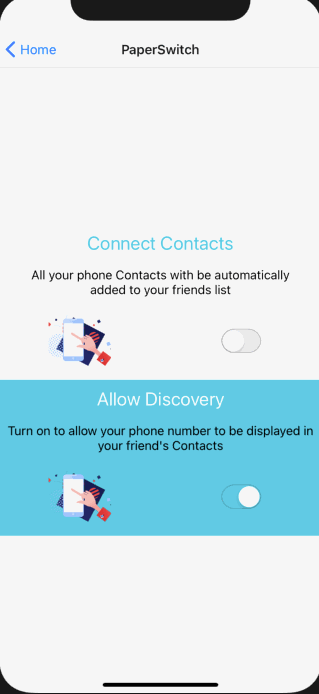 Home
PaperSwitch
Connect Contacts
All your phone Contacts with be automatically
added to your friends list
Allow Discovery
Turn on to allow your phone number to be displayed in
your friend's Contacts